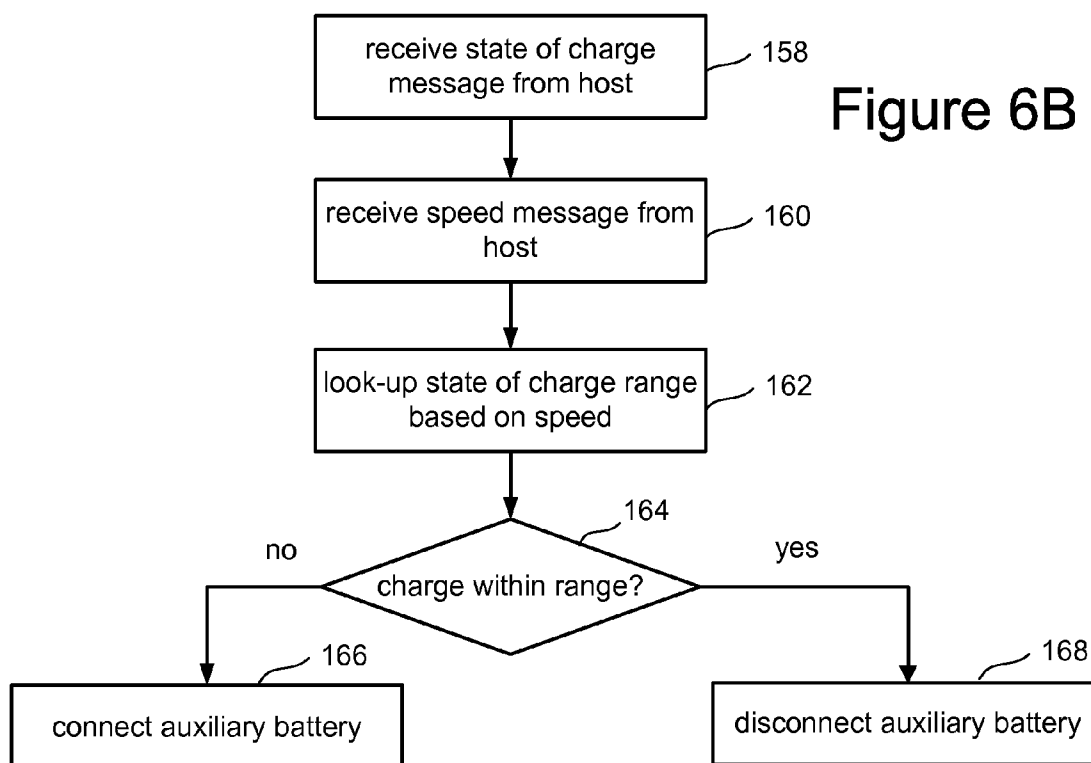 receive state of charge
message from host
158
Figure 6B
receive speed message from
host
160
look-up state of charge range
based on speed
162
164
no
yes
charge within range?
166
168
connect auxiliary battery
disconnect auxiliary battery